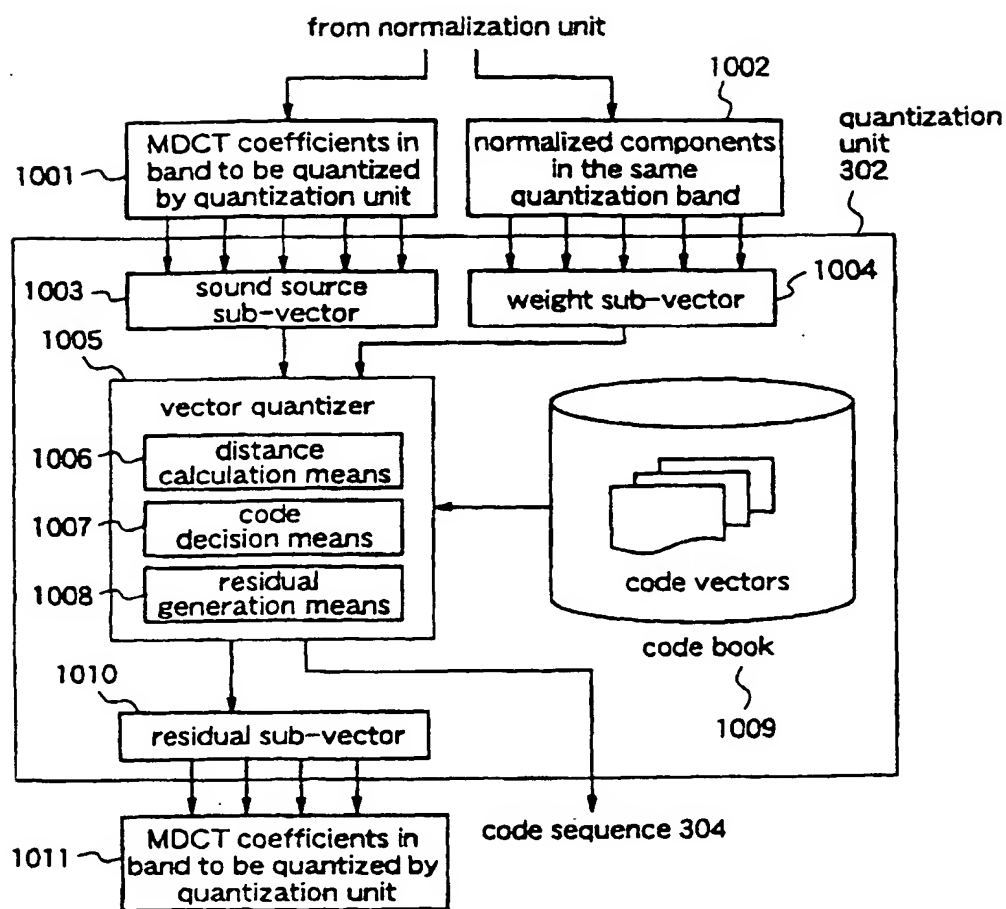 from normalization unit
1002
quantization
unit
302
MDCT coefficients in
band to be quantized
by quantization unit
1001
normalized components
in the same
quantization band
1003
sound source
sub-vector
weight sub-vector
1004
1005
vector quantizer
1006
distance
calculation means
1007
code
decision means
1008
residual
generation means
code vectors
code book
1009
1010
residual sub-vector
code sequence 304
1011
MDCT coefficients in
band to be quantized by
quantization unit